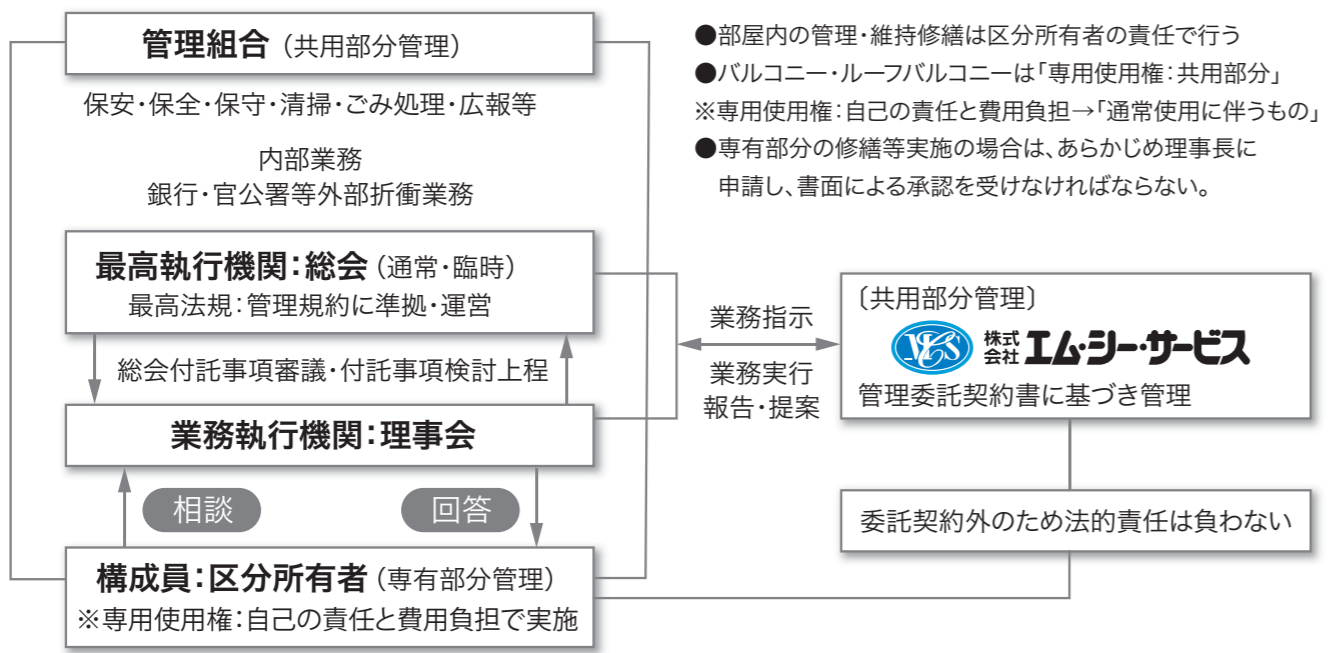 管理組合（共用部分管理）
保安・保全・保守・清掃・ごみ処理・広報等
内部業務
銀行・官公署等外部折衝業務
最高執行機関：総会（通常・臨時）
最高法規：管理規約に準拠・運営
総会付託事項審議・付託事項検討上程
業務執行機関：理事会
相談
回答
構成員：区分所有者（専有部分管理）
※専用使用権：自己の責任と費用負担で実施
●部屋内の管理・維持修繕は区分所有者の責任で行う
●バルコニー・ルーフバルコニーは「専用使用権：共用部分」
※専用使用権：自己の責任と費用負担→「通常使用に伴うもの」
●専有部分の修繕等実施の場合は、あらかじめ理事長に
申請し、書面による承認を受けなければならない。
業務指示
業務実行
報告・提案
〔共用部分管理〕
MCS 株式会社 エム・シー・サービス
管理委託契約書に基づき管理
委託契約外のため法的責任は負わない